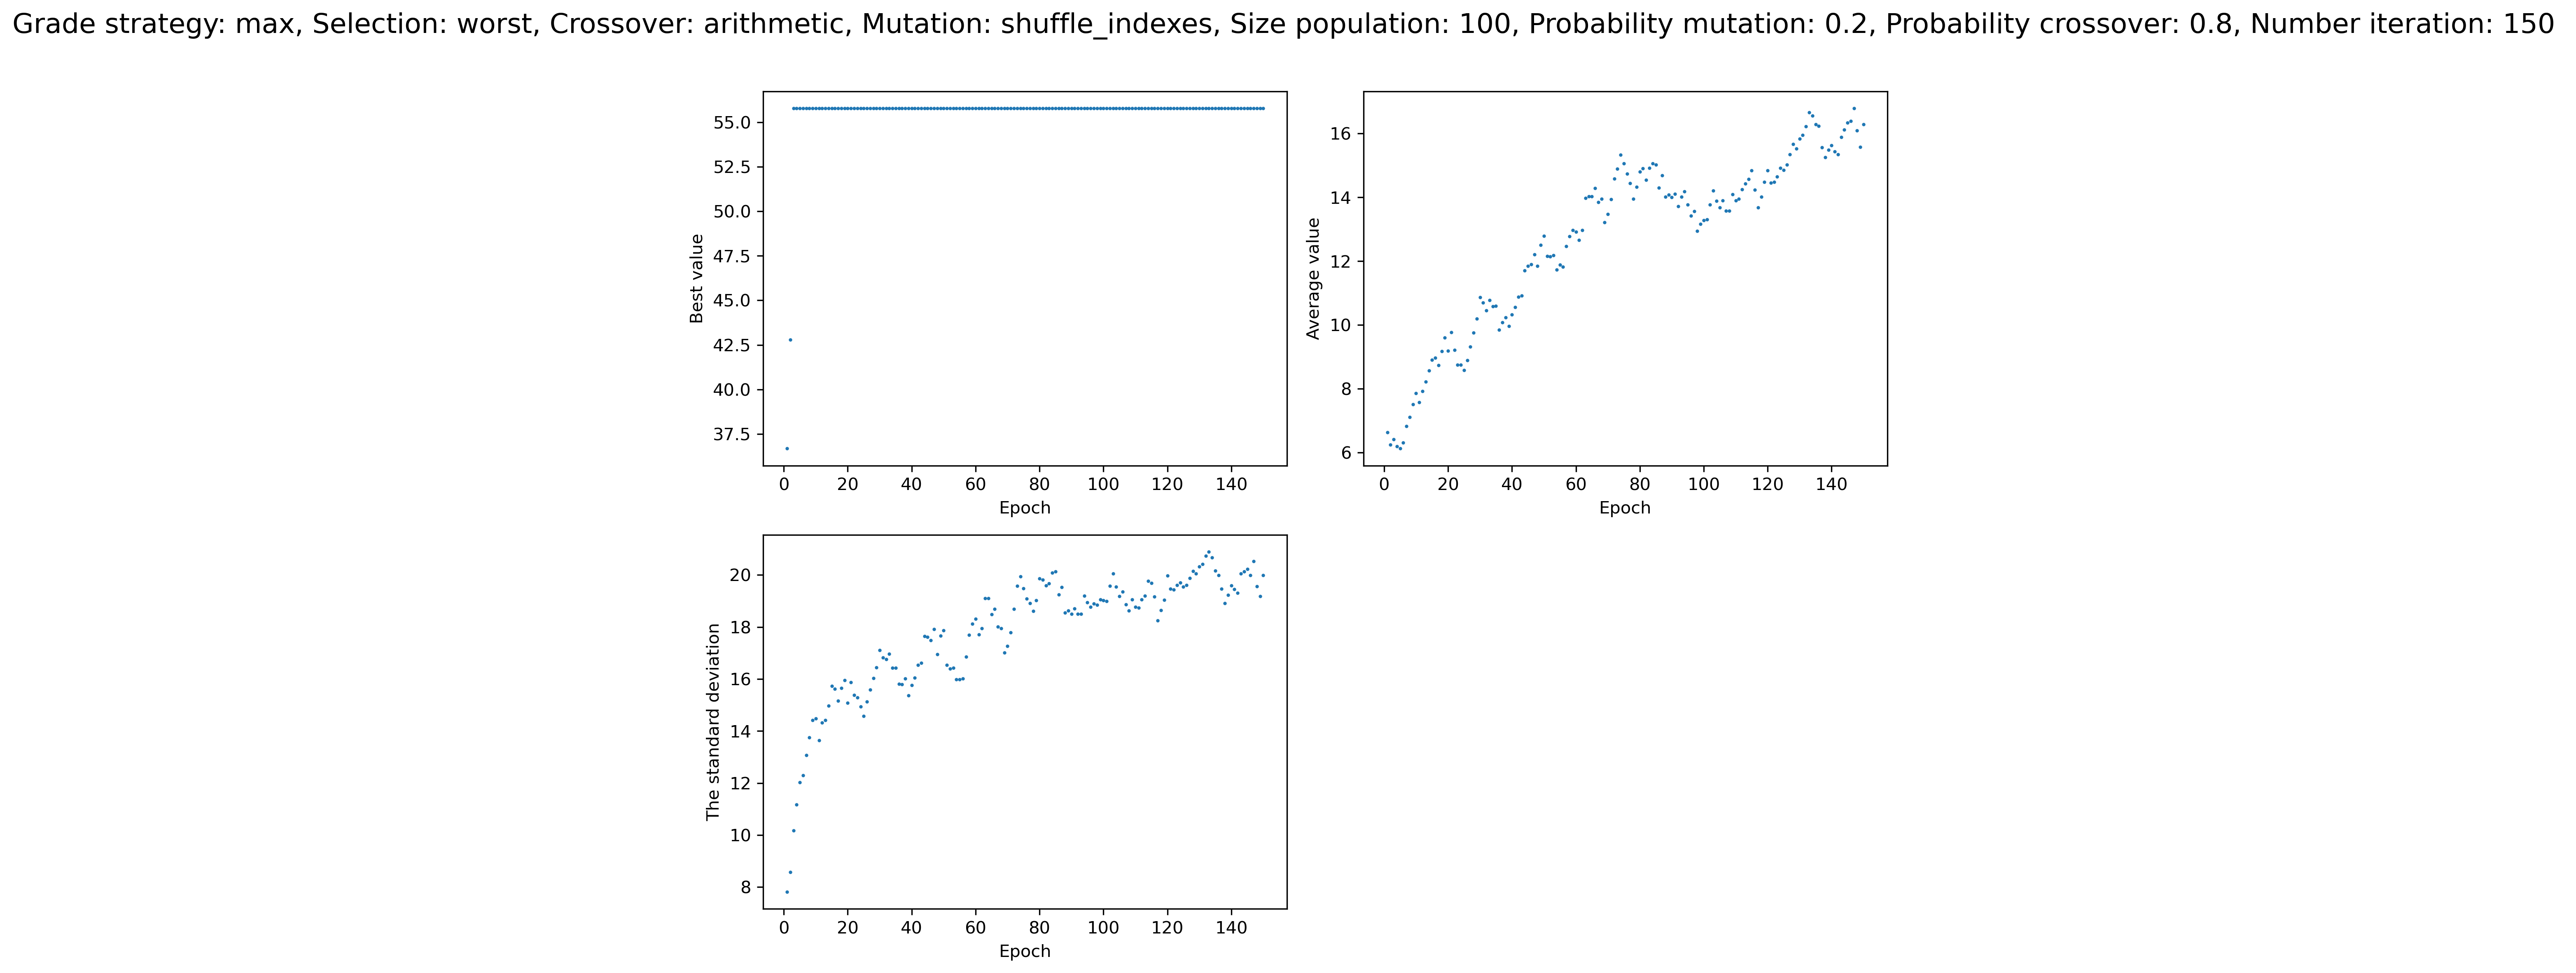 Grade strategy: max, Selection: worst, Crossover: arithmetic, Mutation: shuffle_indexes, Size population: 100, Probability mutation: 0.2, Probability crossover: 0.8, Number iteration: 150
55.0
52.5
50.0
47.5
45.0
42.5
40.0
37.5
Best value
0 20 40 60 80 100 120 140
Epoch
16
14
12
10
8
6
Average value
0 20 40 60 80 100 120 140
Epoch
20
18
16
14
12
10
8
The standard deviation
0 20 40 60 80 100 120 140
Epoch